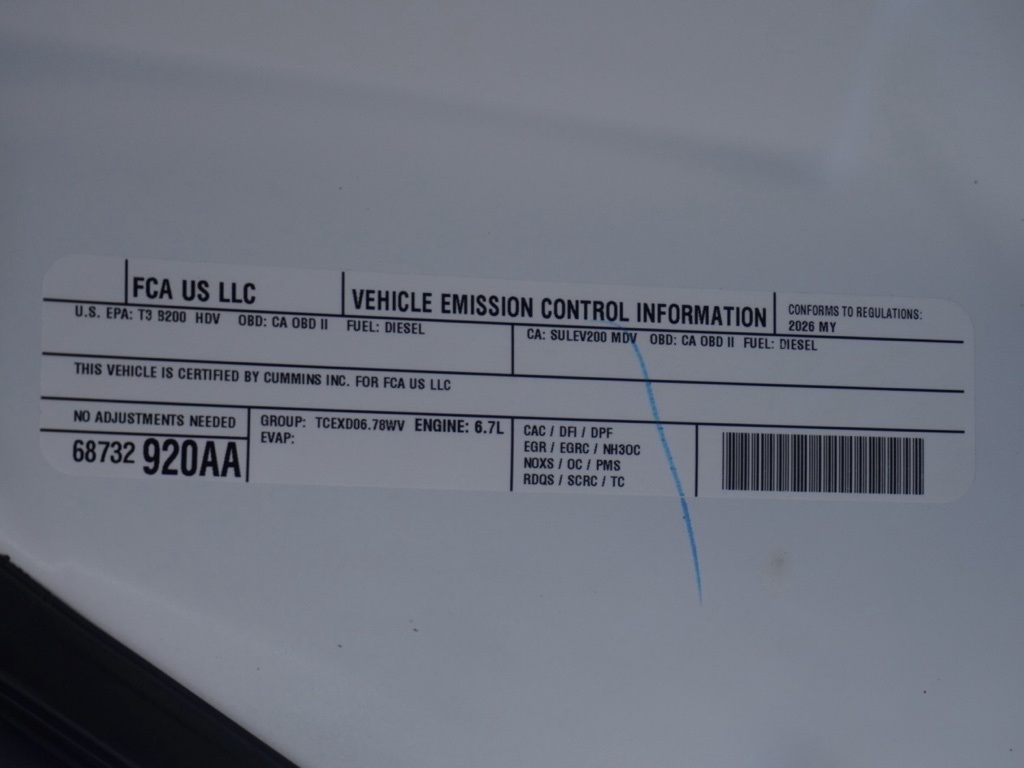 FCA US LLC
VEHICLE EMISSION CONTROL INFORMATION
CONFORMS TO REGULATIONS:
2026 MY
U.S. EPA: T3 B200 HDV OBD: CA OBD II FUEL: DIESEL
CA: SULEV200 MDV OBD: CA OBD II FUEL: DIESEL
THIS VEHICLE IS CERTIFIED BY CUMMINS INC. FOR FCA US LLC
NO ADJUSTMENTS NEEDED
68732 920AA
GROUP: TCEXD06.78WV ENGINE: 6.7L
EVAP:
CAC / DFI / DPF
EGR / EGRC / NH3OC
NOXS / OC / PMS
RDQS / SCRC / TC